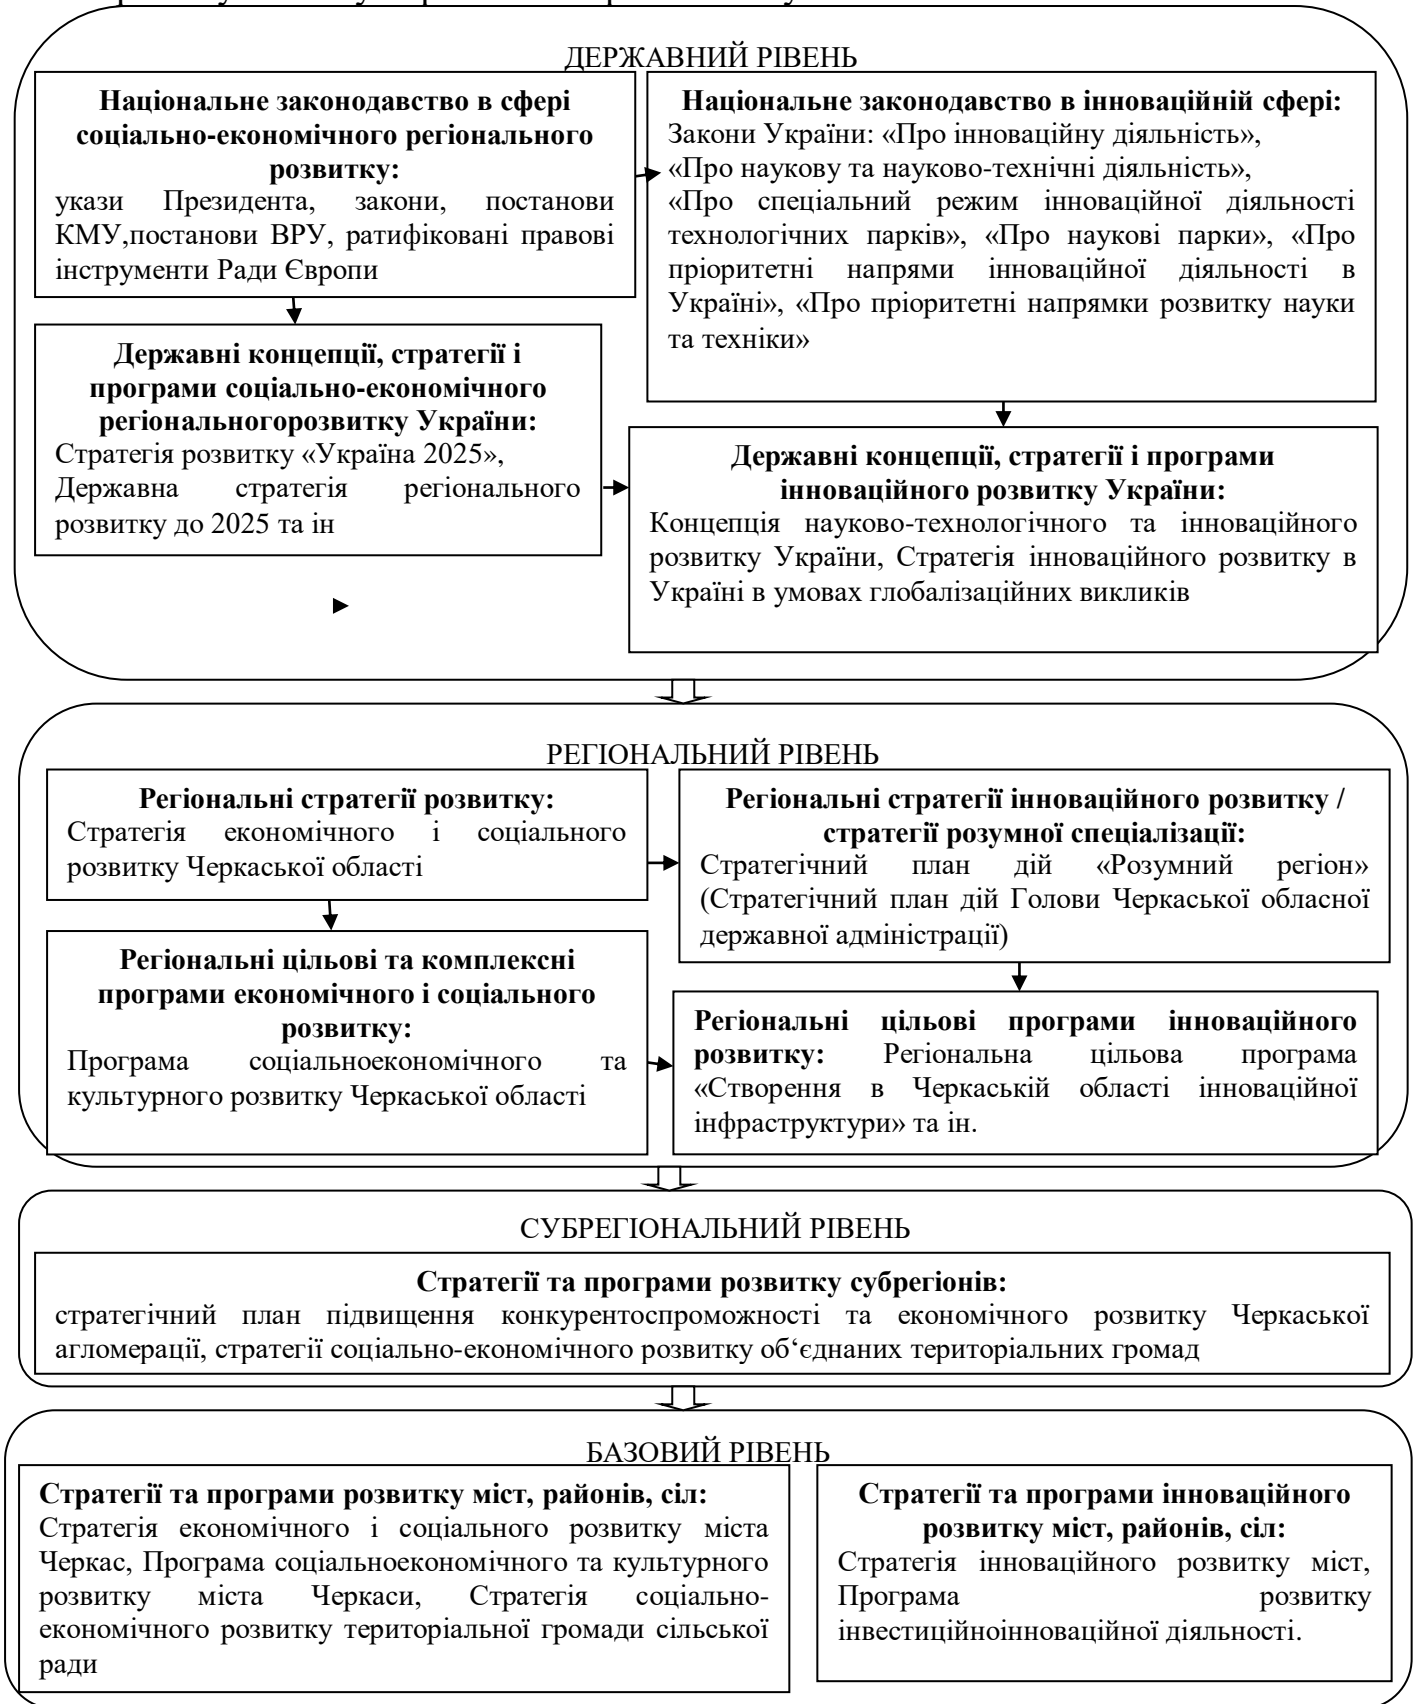 ДЕРЖАВНИЙ РІВЕНЬ
Національне законодавство в сфері
соціально-економічного регіонального
розвитку:
укази Президента, закони, постанови
КМУ,постанови ВРУ, ратифіковані правові
інструменти Ради Європи
Національне законодавство в інноваційній сфері:
Закони України: «Про інноваційну діяльність»,
«Про наукову та науково-технічні діяльність»,
«Про спеціальний режим інноваційної діяльності
технологічних парків», «Про наукові парки», «Про
пріоритетні напрями інноваційної діяльності в
Україні», «Про пріоритетні напрямки розвитку науки
та техніки»
Державні концепції, стратегії і
програми соціально-економічного
регіональногорозвитку України:
Стратегія розвитку «Україна 2025»,
Державна стратегія регіонального
розвитку до 2025 та ін
Державні концепції, стратегії і програми
інноваційного розвитку України:
Концепція науково-технологічного та інноваційного
розвитку України, Стратегія інноваційного розвитку в
Україні в умовах глобалізаційних викликів
РЕГІОНАЛЬНИЙ РІВЕНЬ
Регіональні стратегії розвитку:
Стратегія економічного і соціального
розвитку Черкаської області
Регіональні стратегії інноваційного розвитку /
стратегії розумної спеціалізації:
Стратегічний план дій «Розумний регіон»
(Стратегічний план дій Голови Черкаської обласної
державної адміністрації)
Регіональні цільові та комплексні
програми економічного і соціального
розвитку:
Програма соціальноекономічного та
культурного розвитку Черкаської області
Регіональні цільові програми інноваційного
розвитку: Регіональна цільова програма
«Створення в Черкаській області інноваційної
інфраструктури» та ін.
СУБРЕГІОНАЛЬНИЙ РІВЕНЬ
Стратегії та програми розвитку субрегіонів:
стратегічний план підвищення конкурентоспроможності та економічного розвитку Черкаської
агломерації, стратегії соціально-економічного розвитку об‘єднаних територіальних громад
БАЗОВИЙ РІВЕНЬ
Стратегії та програми розвитку міст, районів, сіл:
Стратегія економічного і соціального розвитку міста
Черкас, Програма соціальноекономічного та культурного
розвитку міста Черкаси, Стратегія соціально-
економічного розвитку територіальної громади сільської
ради
Стратегії та програми інноваційного
розвитку міст, районів, сіл:
Стратегія інноваційного розвитку міст,
Програма розвитку
інвестиційноінноваційної діяльності.